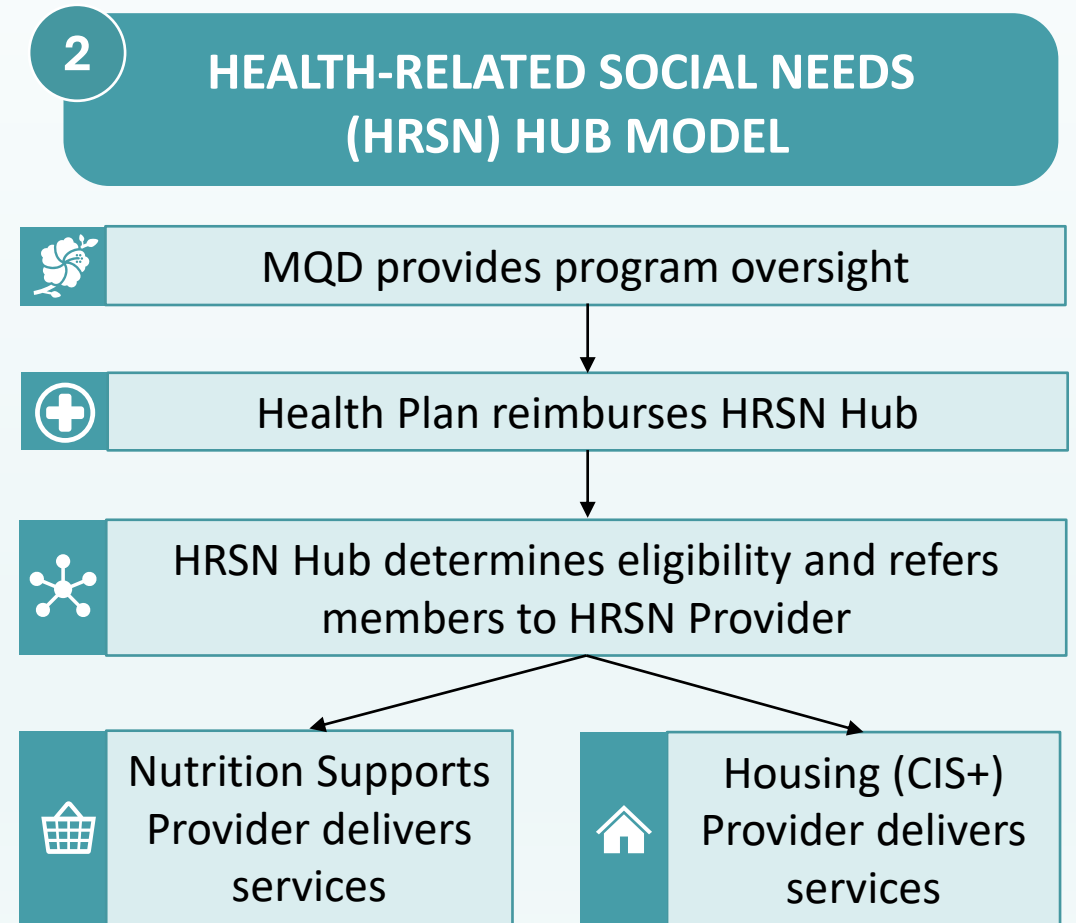 2
HEALTH-RELATED SOCIAL NEEDS
(HRSN) HUB MODEL
MQD provides program oversight
Health Plan reimburses HRSN Hub
HRSN Hub determines eligibility and refers
members to HRSN Provider
Nutrition Supports
Provider delivers
services
Housing (CIS+)
Provider delivers
services